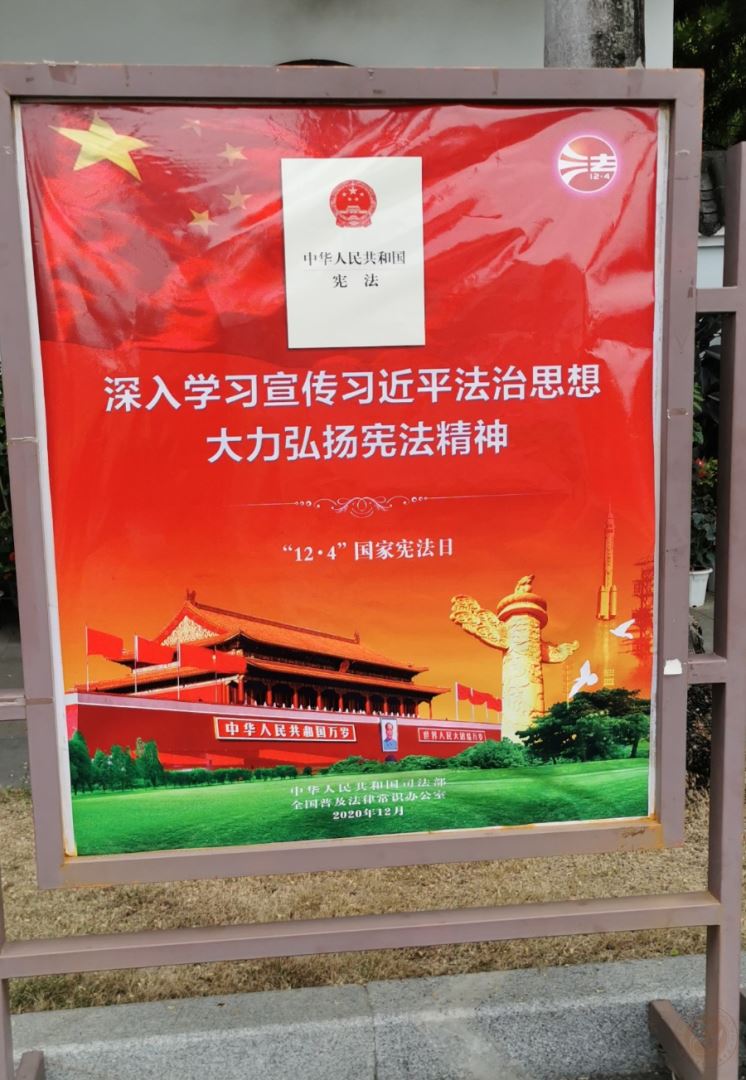 法
12·4
中华人民共和国
宪 法
深入学习宣传习近平法治思想
大力弘扬宪法精神
“12·4”国家宪法日
中华人民共和国万岁
世界人民大团结万岁
中华人民共和国司法部
全国普及法律常识办公室
2020年12月